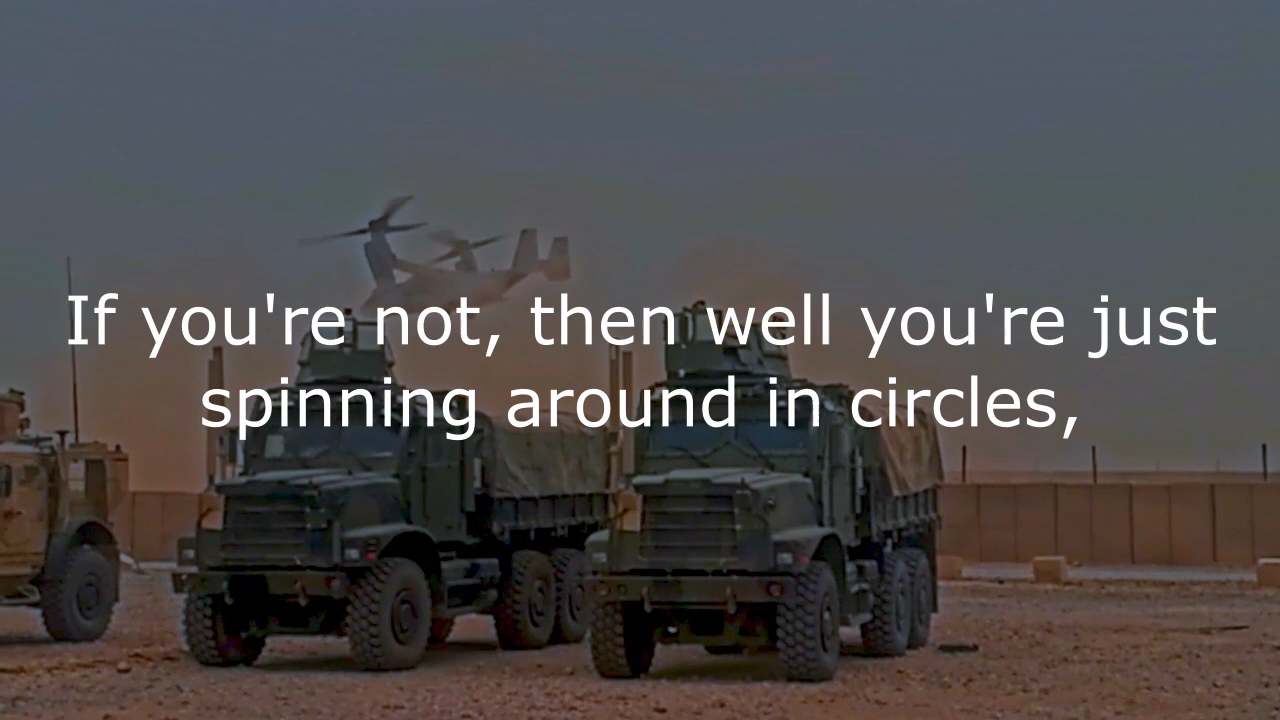 If you're not, then well you're just
spinning around in circles,